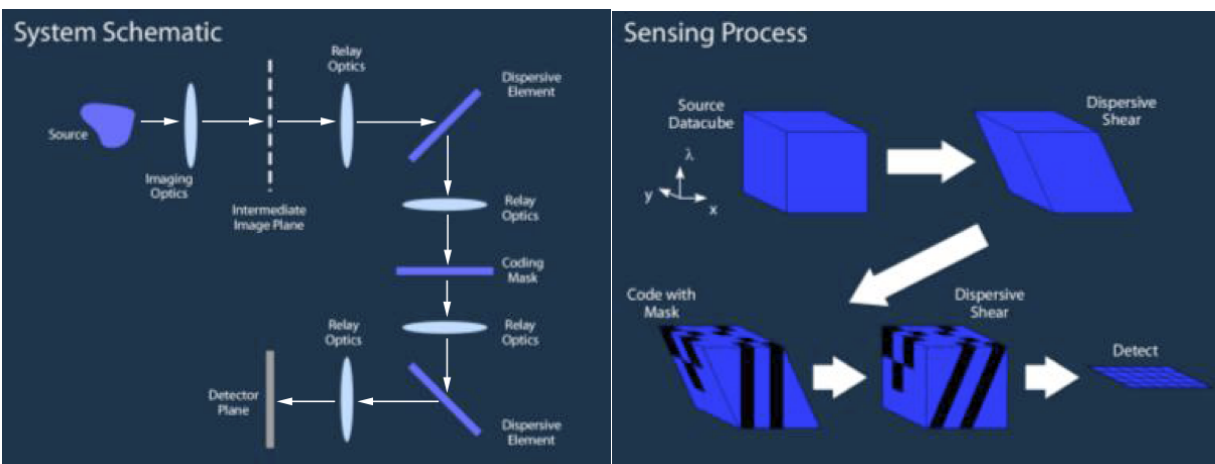 System Schematic
Relay
Optics
Dispersive
Element
Source
Imaging
Optics
Intermediate
Image Plane
Relay
Optics
Coding
Mask
Relay
Optics
Relay
Optics
Detector
Plane
Dispersive
Element
Sensing Process
Source
Datacube
Dispersive
Shear
λ
y
x
Code with
Mask
Dispersive
Shear
Detect